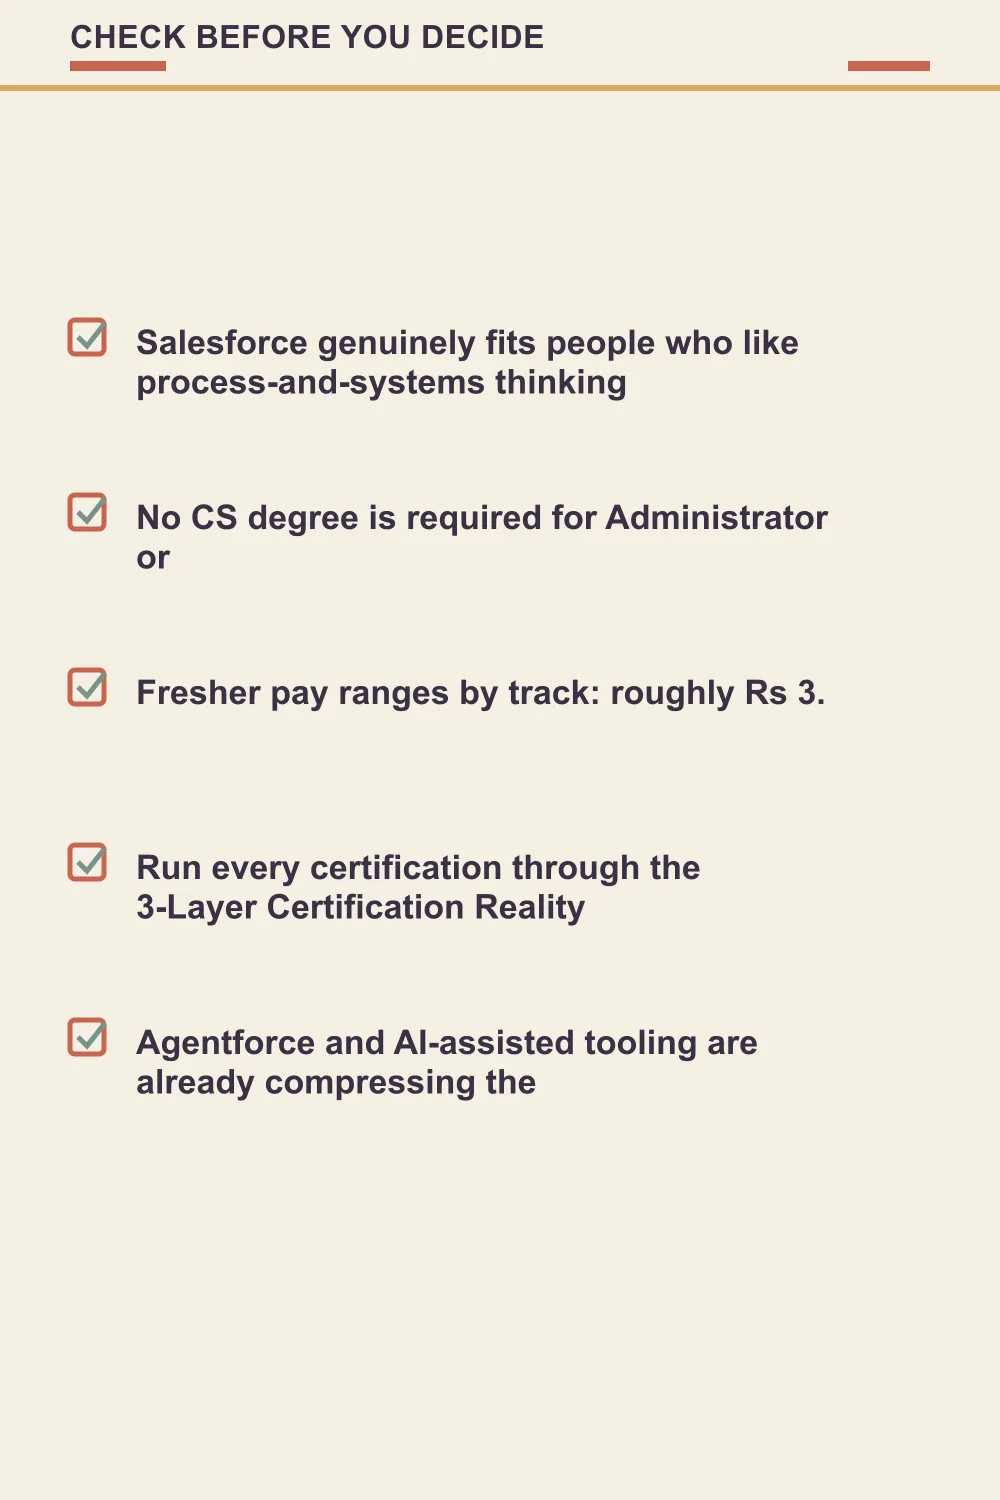 CHECK BEFORE YOU DECIDE
Salesforce genuinely fits people who like
process-and-systems thinking
No CS degree is required for Administrator
or
Fresher pay ranges by track: roughly Rs 3.
Run every certification through the
3-Layer Certification Reality
Agentforce and AI-assisted tooling are
already compressing the